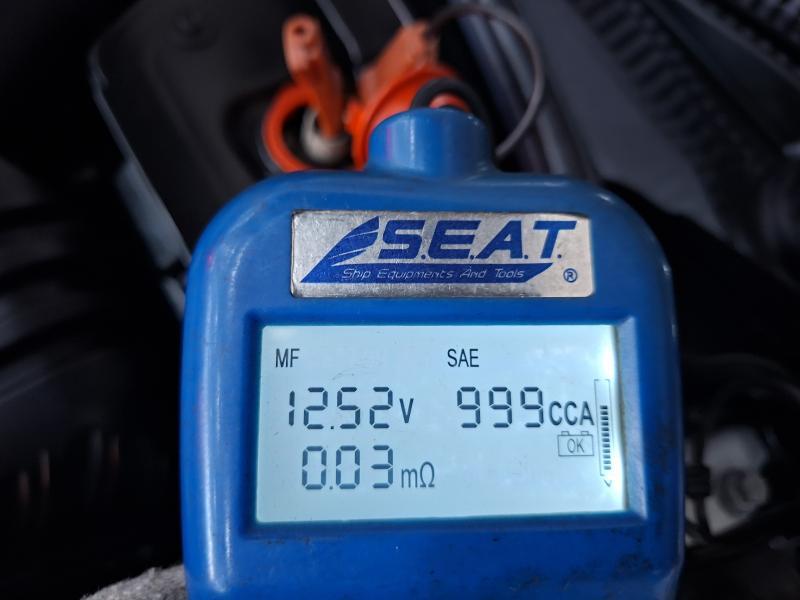 S.E.A.T.
Ship Equipments And Tools ®
MF SAE
12.52V 999CCA
OK
0.03mΩ